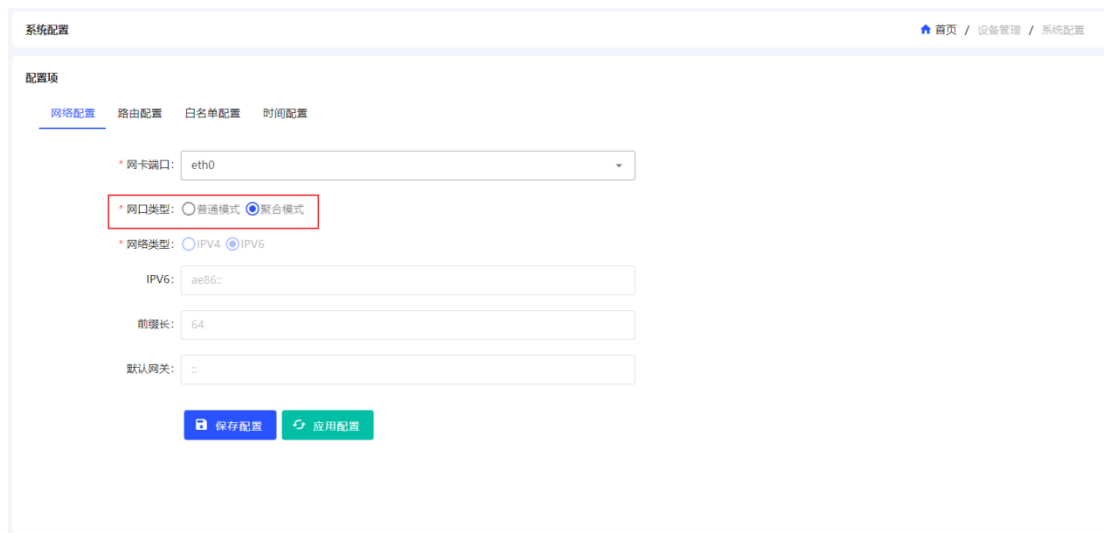 系统配置 首页 / 设备管理 / 系统配置
配置项
网络配置 路由配置 白名单配置 时间配置
* 网卡端口: eth0
* 网口类型: 普通模式 聚合模式
* 网络类型: IPV4 IPV6
IPV6: ae86::
前缀长: 64
默认网关: ::
保存配置 应用配置